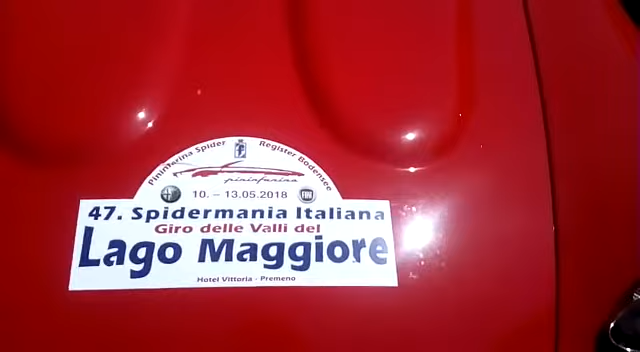 Pininfarina Spider Register Bodensee
pininfarina
10. – 13.05.2018
FIAT
47. Spidermania Italiana
Giro delle Valli del
Lago Maggiore
Hotel Vittoria - Premeno